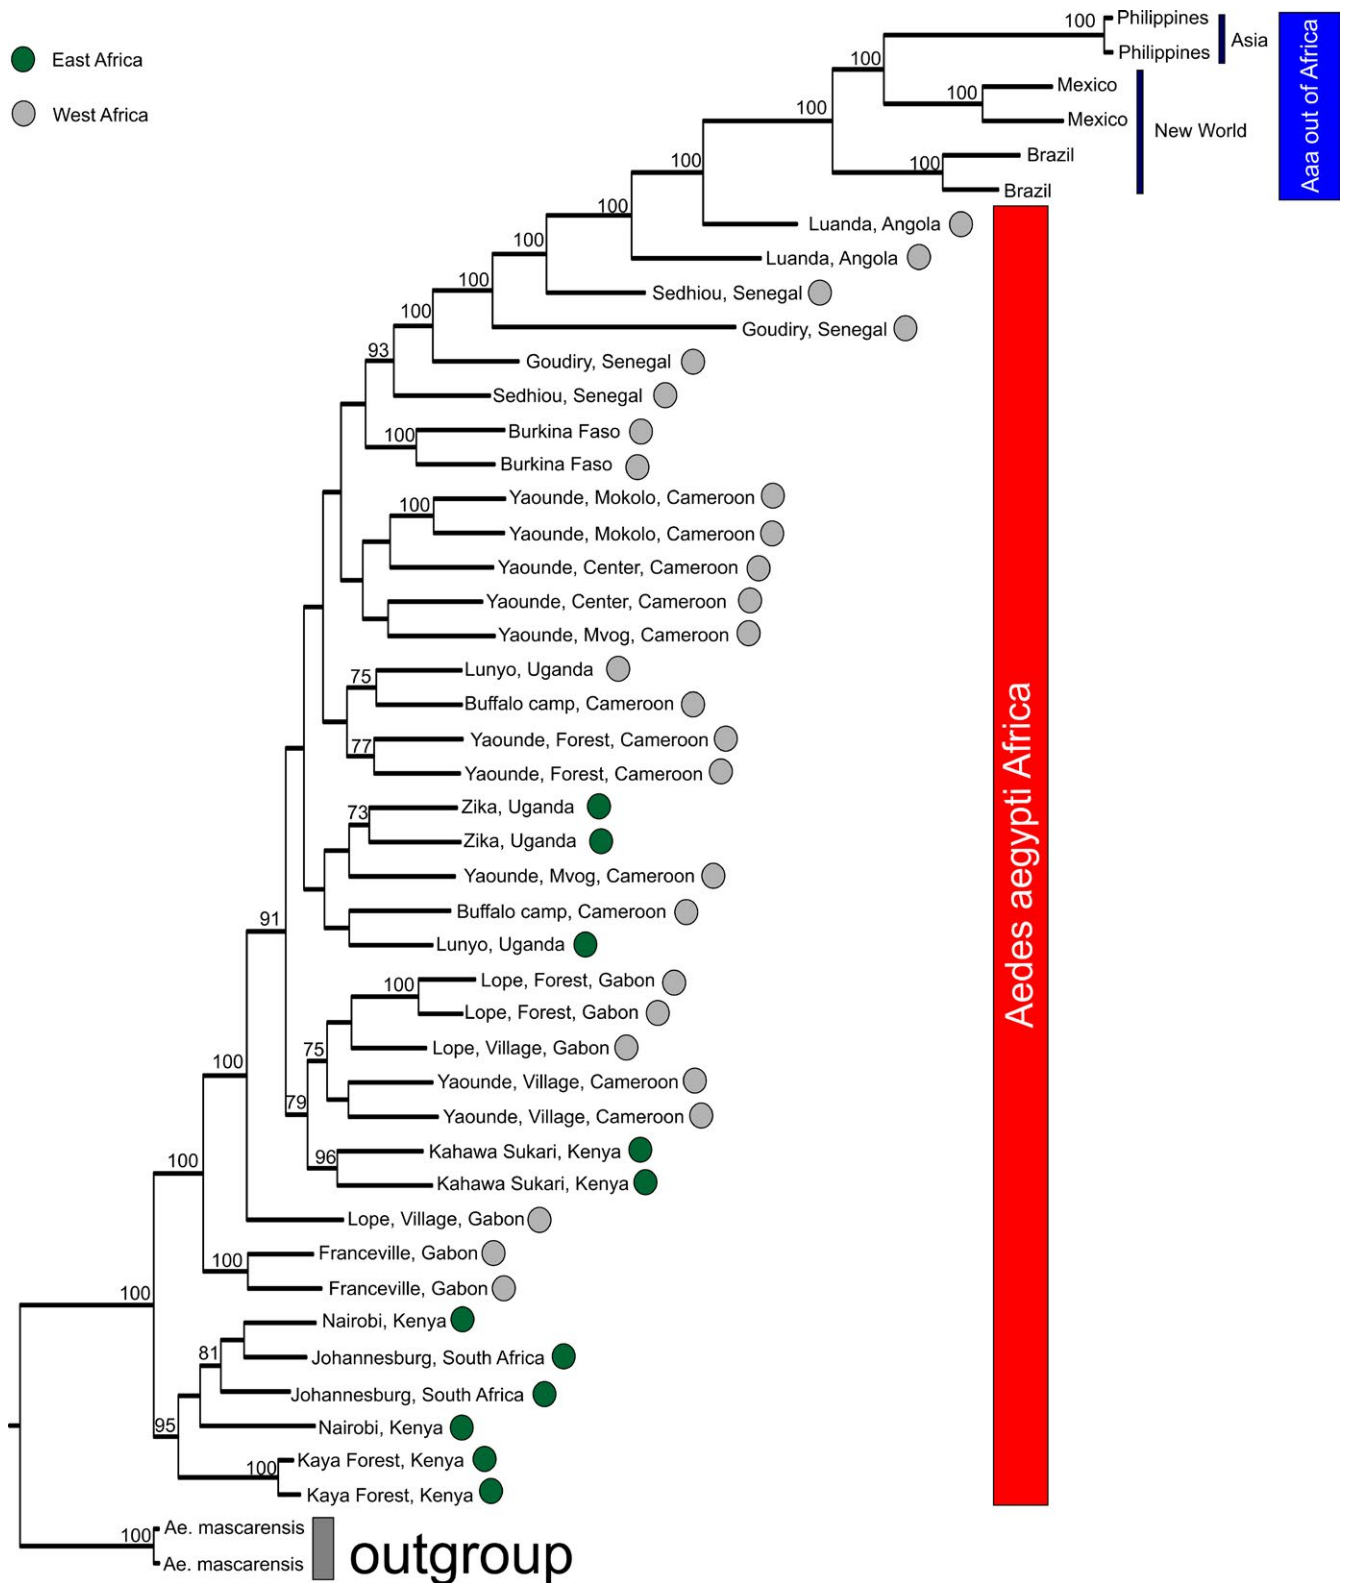 East Africa
West Africa
100
Philippines
Philippines
Asia
100
100
Mexico
Mexico
New World
100
100
Brazil
Brazil
Aaa out of Africa
100
Luanda, Angola
100
Luanda, Angola
100
Sedhiou, Senegal
100
Goudiry, Senegal
100
Goudiry, Senegal
93
Sedhiou, Senegal
100
Burkina Faso
Burkina Faso
100
Yaounde, Mokolo, Cameroon
Yaounde, Mokolo, Cameroon
Yaounde, Center, Cameroon
Yaounde, Center, Cameroon
Yaounde, Mvog, Cameroon
75
Lunyo, Uganda
Buffalo camp, Cameroon
77
Yaounde, Forest, Cameroon
Yaounde, Forest, Cameroon
73
Zika, Uganda
Zika, Uganda
Yaounde, Mvog, Cameroon
Buffalo camp, Cameroon
Lunyo, Uganda
91
100
Lope, Forest, Gabon
Lope, Forest, Gabon
75
Lope, Village, Gabon
Yaounde, Village, Cameroon
Yaounde, Village, Cameroon
79
96
Kahawa Sukari, Kenya
Kahawa Sukari, Kenya
100
Lope, Village, Gabon
100
100
Franceville, Gabon
Franceville, Gabon
100
Nairobi, Kenya
81
Johannesburg, South Africa
Johannesburg, South Africa
Nairobi, Kenya
95
100
Kaya Forest, Kenya
Kaya Forest, Kenya
Aedes aegypti Africa
100
Ae. mascarensis
Ae. mascarensis
outgroup